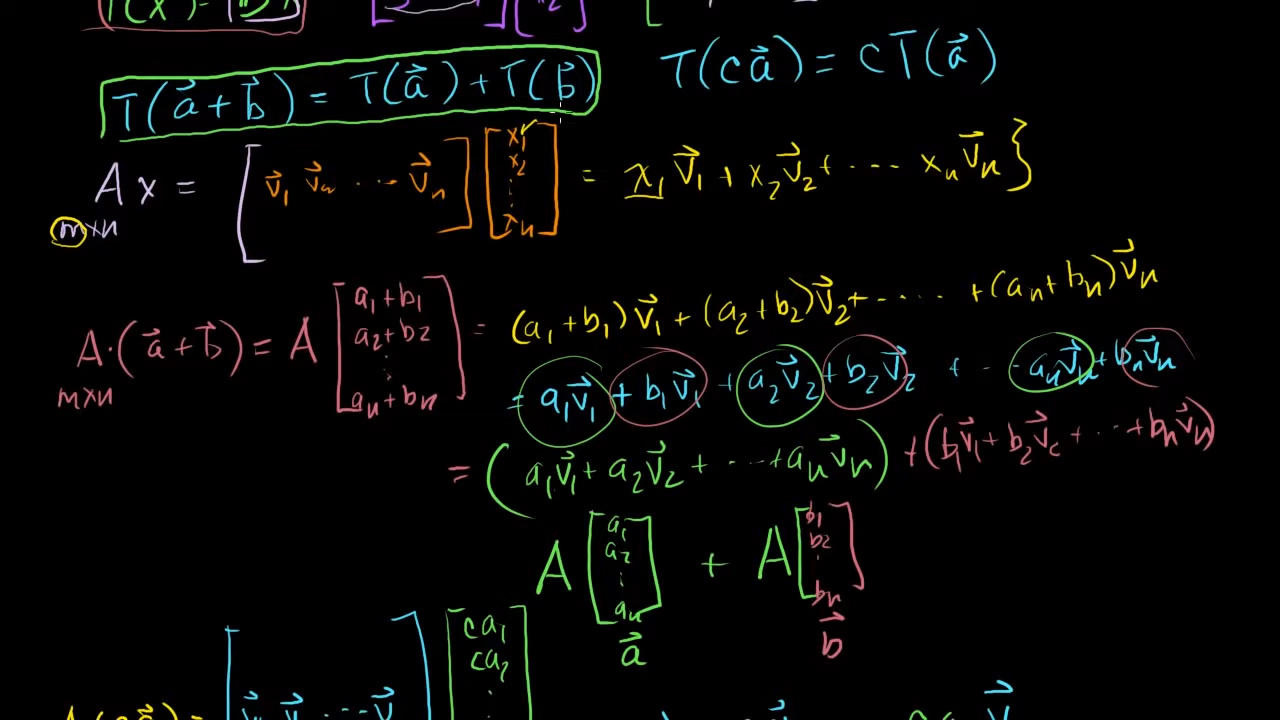 T(x) = [b]
T(a⃗ + b⃗) = T(a⃗) + T(b⃗)
T(ca⃗) = cT(a⃗)
A x = [v⃗₁ v⃗ₙ ··· v⃗ₙ] [x₁ x₂ ⋮ xₙ] = x₁v⃗₁ + x₂v⃗₂ + ··· xₙv⃗ₙ}
m×n
A·(a⃗ + b⃗) = A [a₁+b₁ a₂+b₂ ⋮ aₙ+bₙ] = (a₁+b₁)v⃗₁ + (a₂+b₂)v⃗₂ + ···· + (aₙ+bₙ)v⃗ₙ
m×n
= a₁v⃗₁ + b₁v⃗₁ + a₂v⃗₂ + b₂v⃗₂ + ·· aₙv⃗ₙ + bₙv⃗ₙ
= (a₁v⃗₁ + a₂v⃗₂ + ··· + aₙv⃗ₙ) + (b₁v⃗₁ + b₂v⃗₂ + ··· + bₙv⃗ₙ)
A [a₁ a₂ ⋮ aₙ] + A [b₁ b₂ ⋮ bₙ]
a⃗ b⃗
[ca₁ ca₂ ⋮